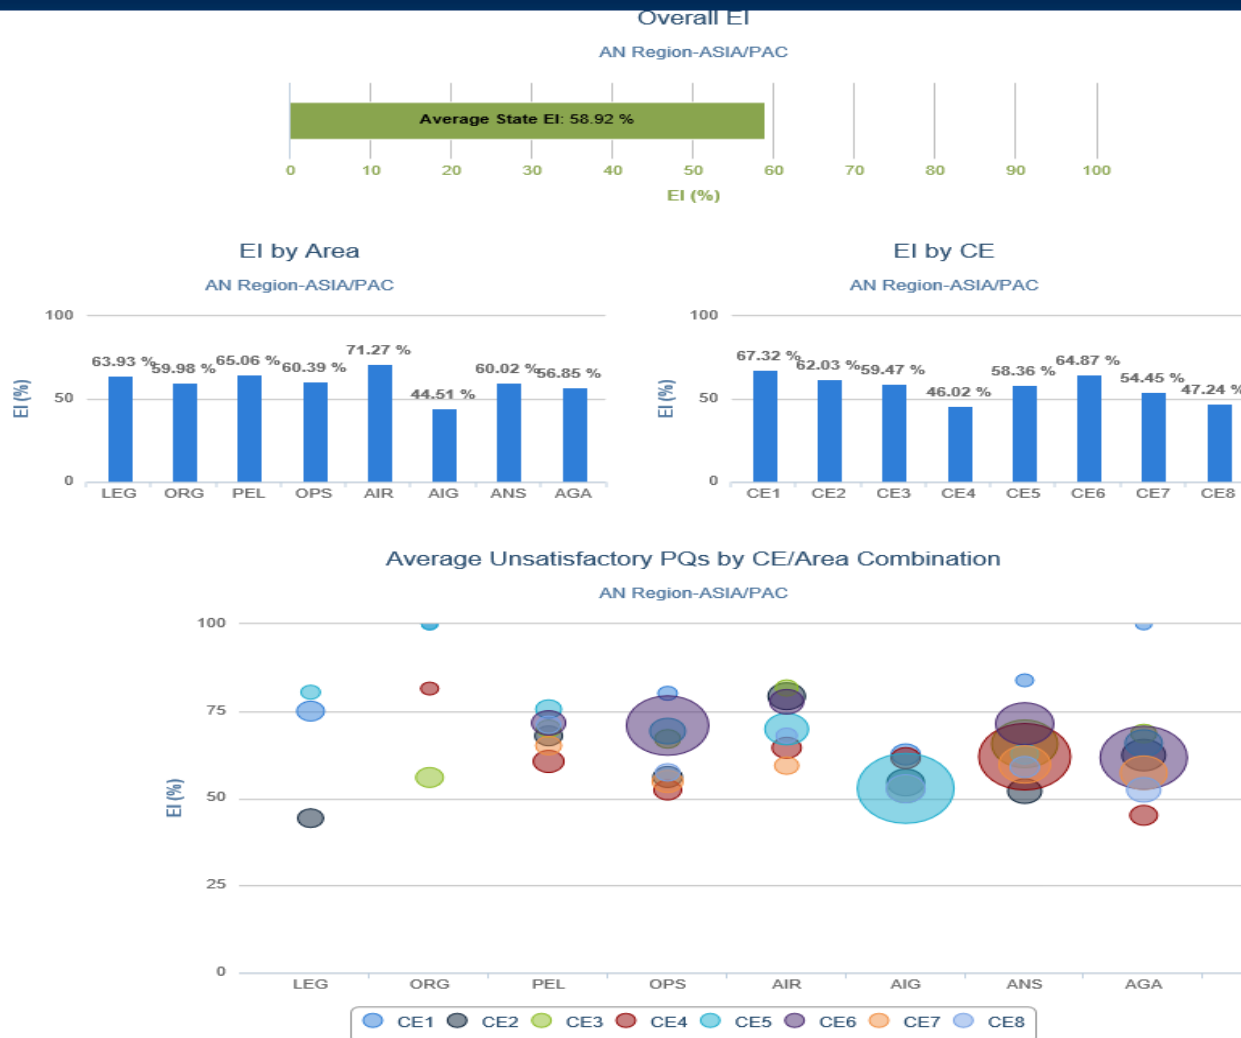 Overall EI
AN Region-ASIA/PAC
Average State EI: 58.92 %
0 10 20 30 40 50 60 70 80 90 100
EI (%)
EI by Area
AN Region-ASIA/PAC
100
50
0
EI (%)
63.93 % 59.98 % 65.06 % 60.39 % 71.27 % 44.51 % 60.02 % 56.85 %
LEG ORG PEL OPS AIR AIG ANS AGA
EI by CE
AN Region-ASIA/PAC
100
50
0
EI (%)
67.32 % 62.03 % 59.47 % 46.02 % 58.36 % 64.87 % 54.45 % 47.24 %
CE1 CE2 CE3 CE4 CE5 CE6 CE7 CE8
Average Unsatisfactory PQs by CE/Area Combination
AN Region-ASIA/PAC
100
75
50
25
0
EI (%)
LEG ORG PEL OPS AIR AIG ANS AGA
CE1 CE2 CE3 CE4 CE5 CE6 CE7 CE8